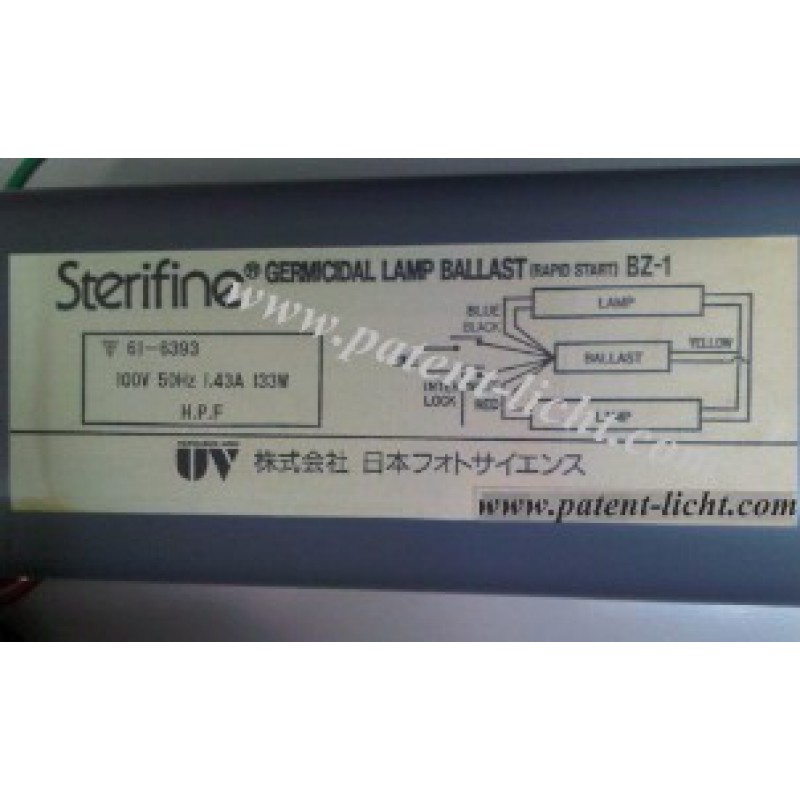 Sterifine® GERMICIDAL LAMP BALLAST (RAPID START) BZ-1
▽ 61-6393
100V 50Hz 1.43A 133W
H.P.F
BLUE
BLACK
INTER
LOCK
RED
LAMP
BALLAST
YELLOW
LAMP
UV 株式会社 日本フォトサイエンス
www.patent-licht.com
www.patent-licht.com